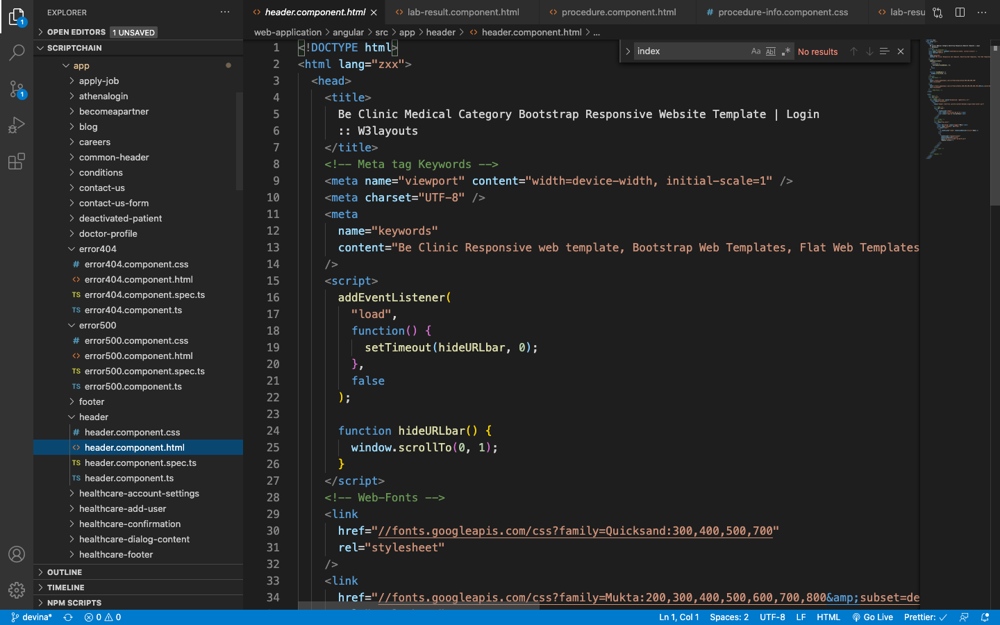 EXPLORER
1
OPEN EDITORS 1 UNSAVED
SCRIPTCHAIN
app
apply-job
athenalogin
becomeapartner
blog
careers
common-header
conditions
contact-us
contact-us-form
deactivated-patient
doctor-profile
error404
# error404.component.css
<> error404.component.html
TS error404.component.spec.ts
TS error404.component.ts
error500
# error500.component.css
<> error500.component.html
TS error500.component.spec.ts
TS error500.component.ts
footer
header
# header.component.css
<> header.component.html
TS header.component.spec.ts
TS header.component.ts
healthcare-account-settings
healthcare-add-user
healthcare-confirmation
healthcare-dialog-content
healthcare-footer
OUTLINE
TIMELINE
NPM SCRIPTS
1
<> header.component.html <> lab-result.component.html <> procedure.component.html # procedure-info.component.css <> lab-resu
web-application > angular > src > app > header > <> header.component.html > ...
index Aa Abl .* No results
1 <!DOCTYPE html>
2 <html lang="zxx">
3 <head>
4 <title>
5 Be Clinic Medical Category Bootstrap Responsive Website Template | Login
6 :: W3layouts
7 </title>
8 <!-- Meta tag Keywords -->
9 <meta name="viewport" content="width=device-width, initial-scale=1" />
10 <meta charset="UTF-8" />
11 <meta
12 name="keywords"
13 content="Be Clinic Responsive web template, Bootstrap Web Templates, Flat Web Templates
14 />
15 <script>
16 addEventListener(
17 "load",
18 function() {
19 setTimeout(hideURLbar, 0);
20 },
21 false
22 );
23
24 function hideURLbar() {
25 window.scrollTo(0, 1);
26 }
27 </script>
28 <!-- Web-Fonts -->
29 <link
30 href="//fonts.googleapis.com/css?family=Quicksand:300,400,500,700"
31 rel="stylesheet"
32 />
33 <link
34 href="//fonts.googleapis.com/css?family=Mukta:200,300,400,500,600,700,800&amp;subset=de
devina* 0 0 Ln 1, Col 1 Spaces: 2 UTF-8 LF HTML Go Live Prettier: ✓